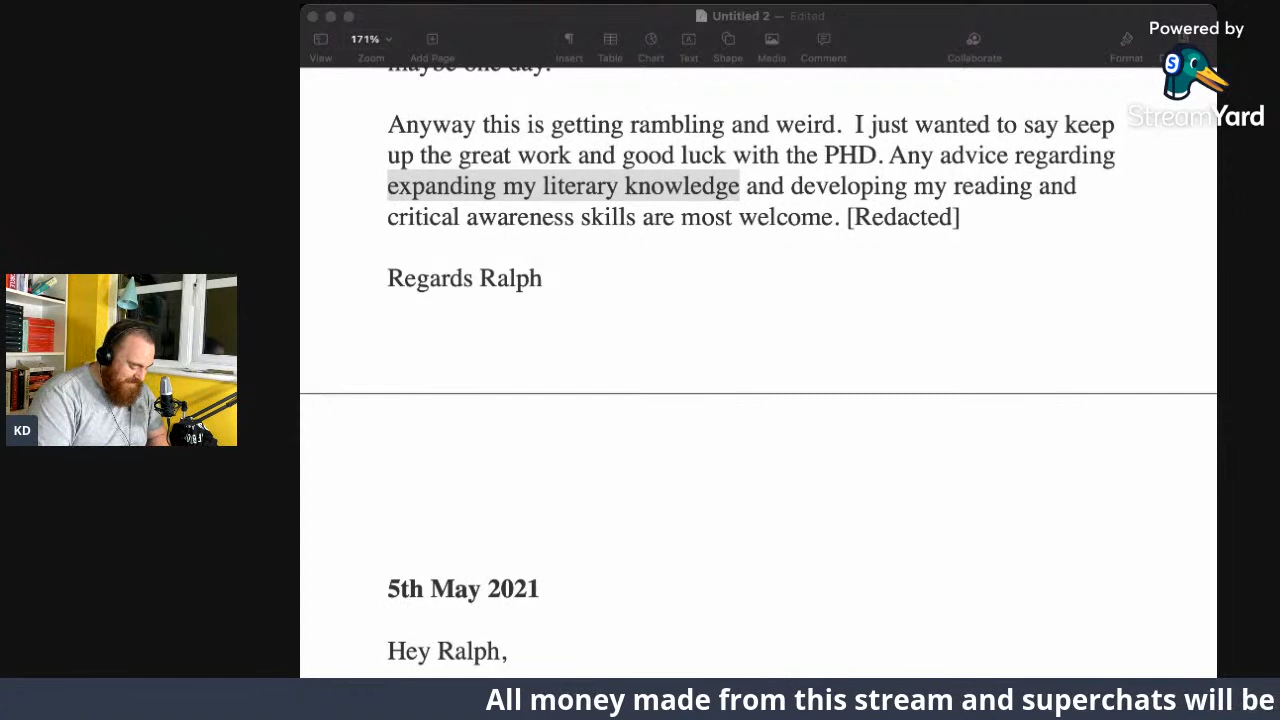 Untitled 2 — Edited
171%
View Zoom Add Page Insert Table Chart Text Shape Media Comment Collaborate Format
Powered by
StreamYard
maybe one day.
Anyway this is getting rambling and weird.  I just wanted to say keep
up the great work and good luck with the PHD. Any advice regarding
expanding my literary knowledge and developing my reading and
critical awareness skills are most welcome. [Redacted]
Regards Ralph
KD
5th May 2021
Hey Ralph,
All money made from this stream and superchats will be